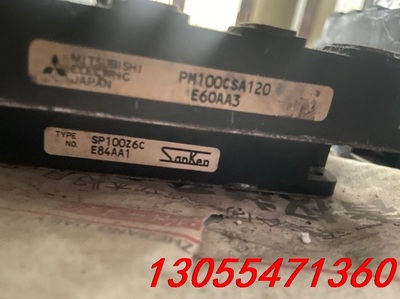 MITSUBISHI
ELECTRIC
JAPAN
PM100CSA120
E60AA3
TYPE
NO.
SP100Z6C
E84AA1
SanKen
13055471360